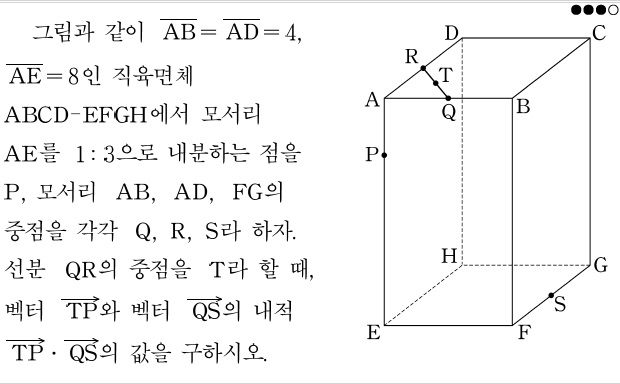 그림과 같이 AB=AD=4,
AE=8인 직육면체
ABCD-EFGH에서 모서리
AE를 1:3으로 내분하는 점을
P, 모서리 AB, AD, FG의
중점을 각각 Q, R, S라 하자.
선분 QR의 중점을 T라 할 때,
벡터 TP와 벡터 QS의 내적
TP·QS의 값을 구하시오.
D
C
R
T
A
Q
B
P
H
G
S
E
F